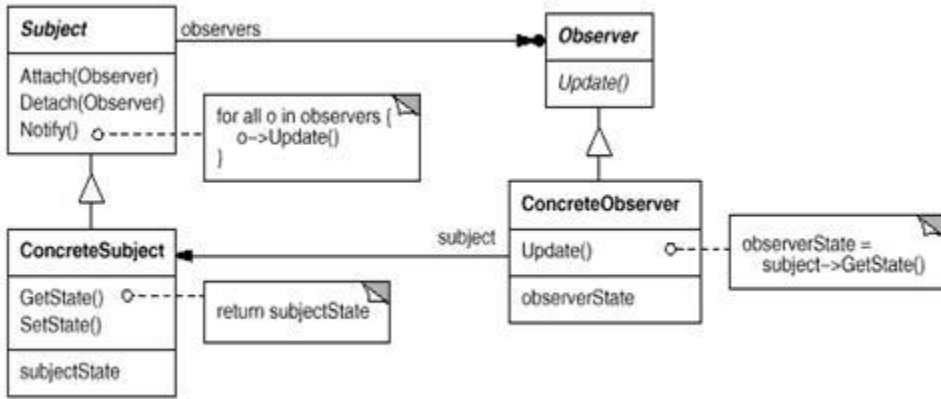 Subject
observers
Observer
Attach(Observer)
Detach(Observer)
Notify()
for all o in observers {
o->Update()
}
Update()
ConcreteSubject
subject
ConcreteObserver
GetState()
SetState()
return subjectState
Update()
observerState =
subject->GetState()
subjectState
observerState